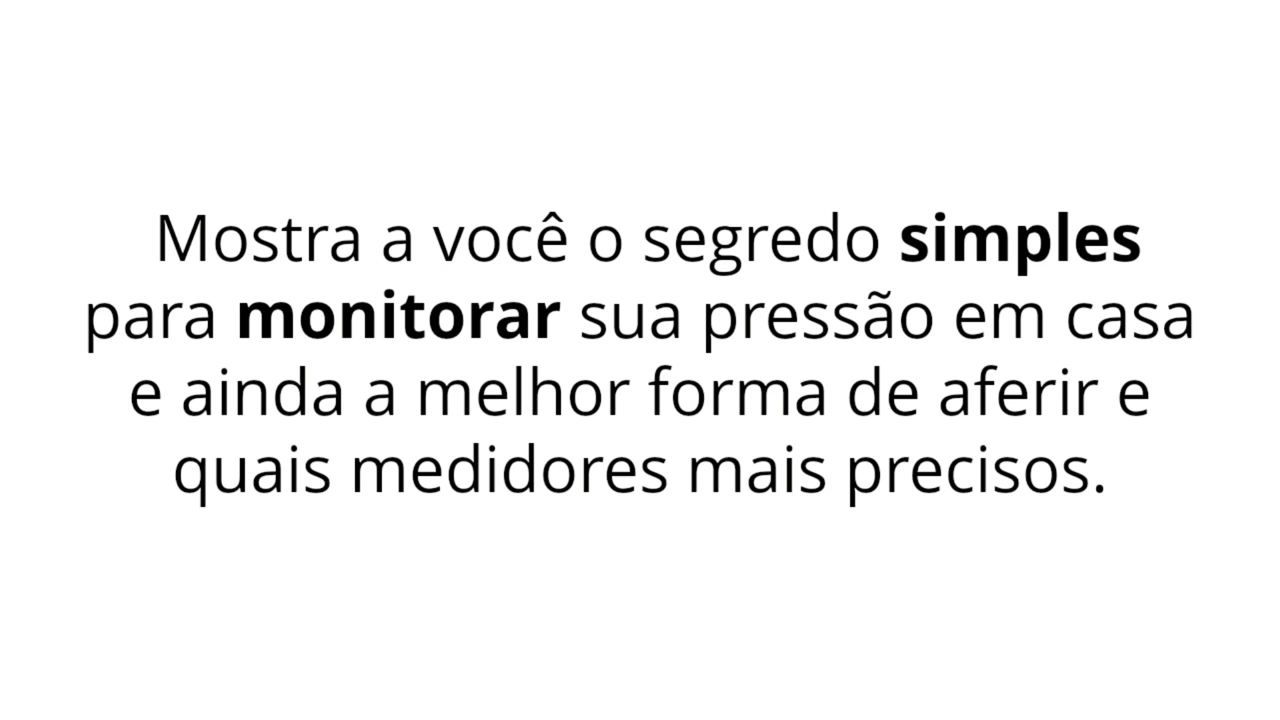 Mostra a você o segredo simples
para monitorar sua pressão em casa
e ainda a melhor forma de aferir e
quais medidores mais precisos.